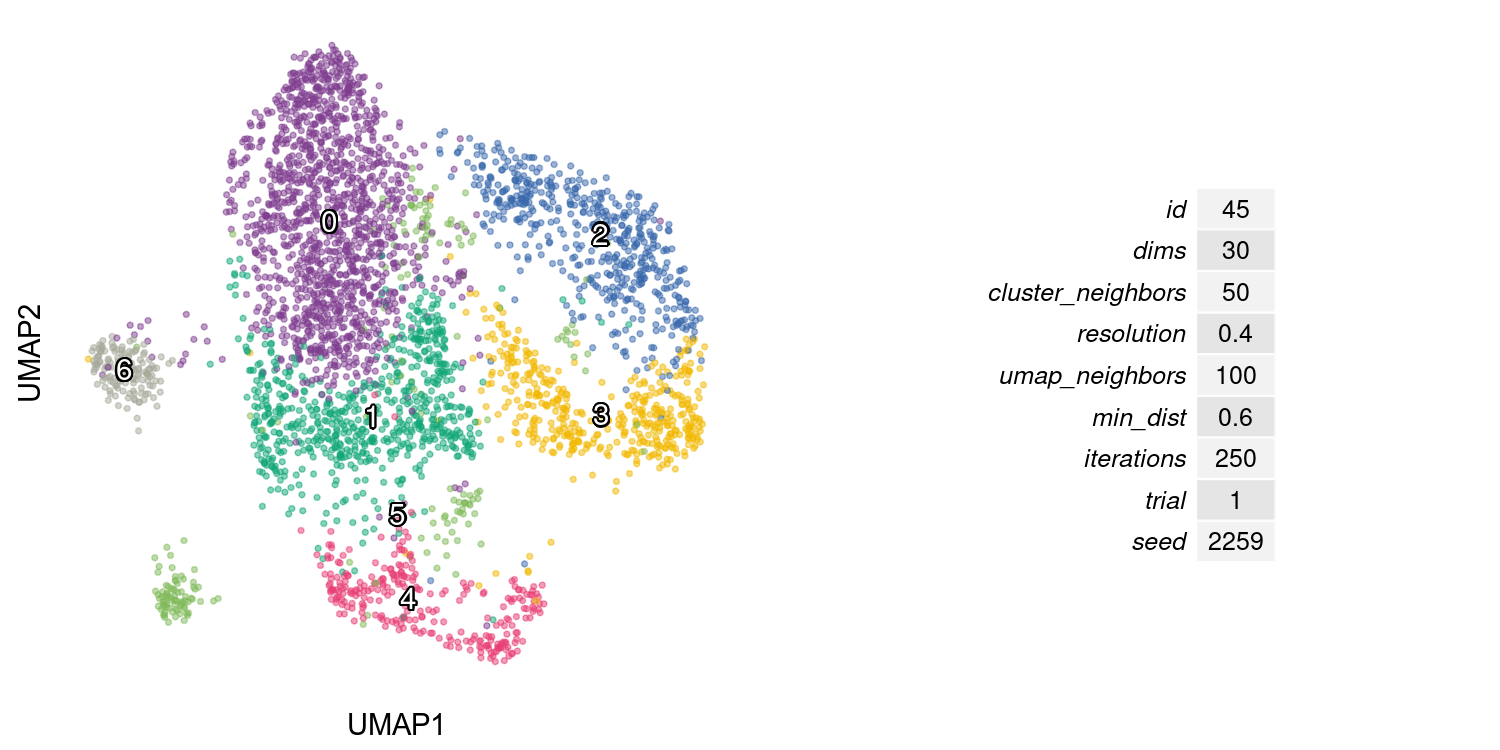 0
2
6
1
3
5
4
UMAP1
UMAP2
id 45
dims 30
cluster_neighbors 50
resolution 0.4
umap_neighbors 100
min_dist 0.6
iterations 250
trial 1
seed 2259